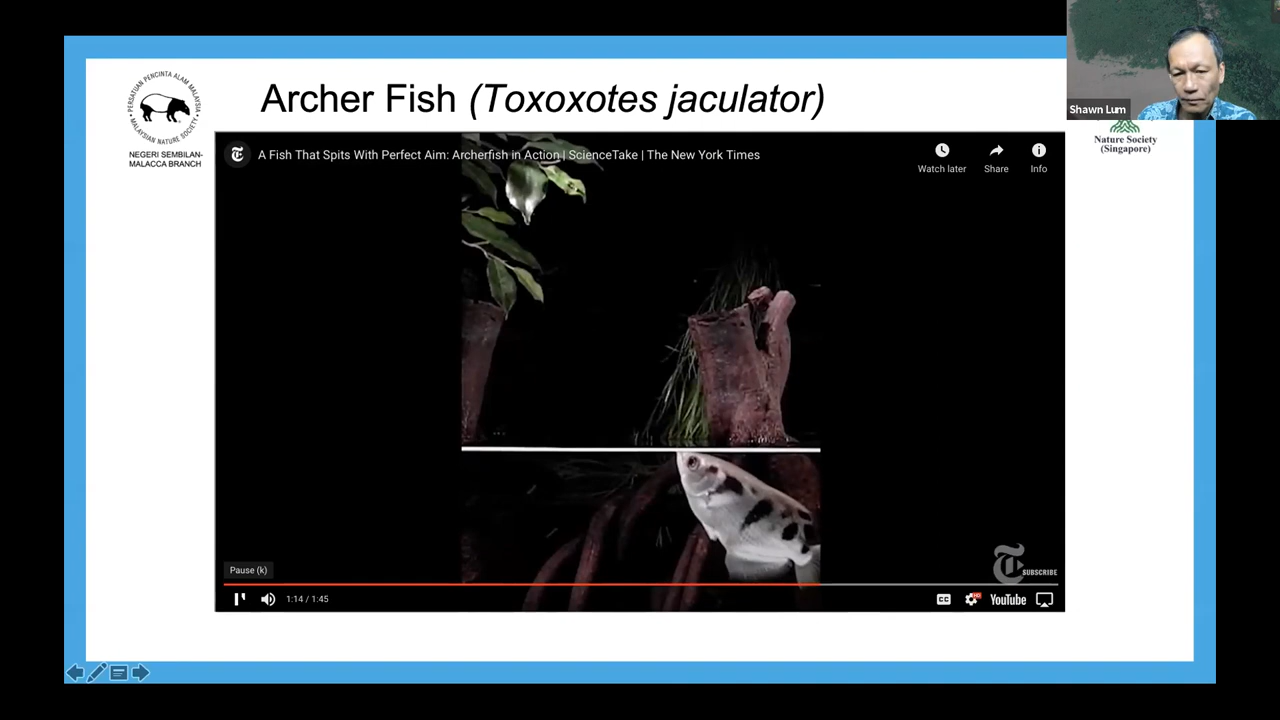 Archer Fish (Toxoxotes jaculator)
Shawn Lum
PERSATUAN PENCINTA ALAM MALAYSIA
• MALAYSIAN NATURE SOCIETY •
NEGERI SEMBILAN-
MALACCA BRANCH
Nature Society
(Singapore)
A Fish That Spits With Perfect Aim: Archerfish in Action | ScienceTake | The New York Times
Watch later
Share
Info
T
SUBSCRIBE
Pause (k)
1:14 / 1:45
CC
HD
YouTube